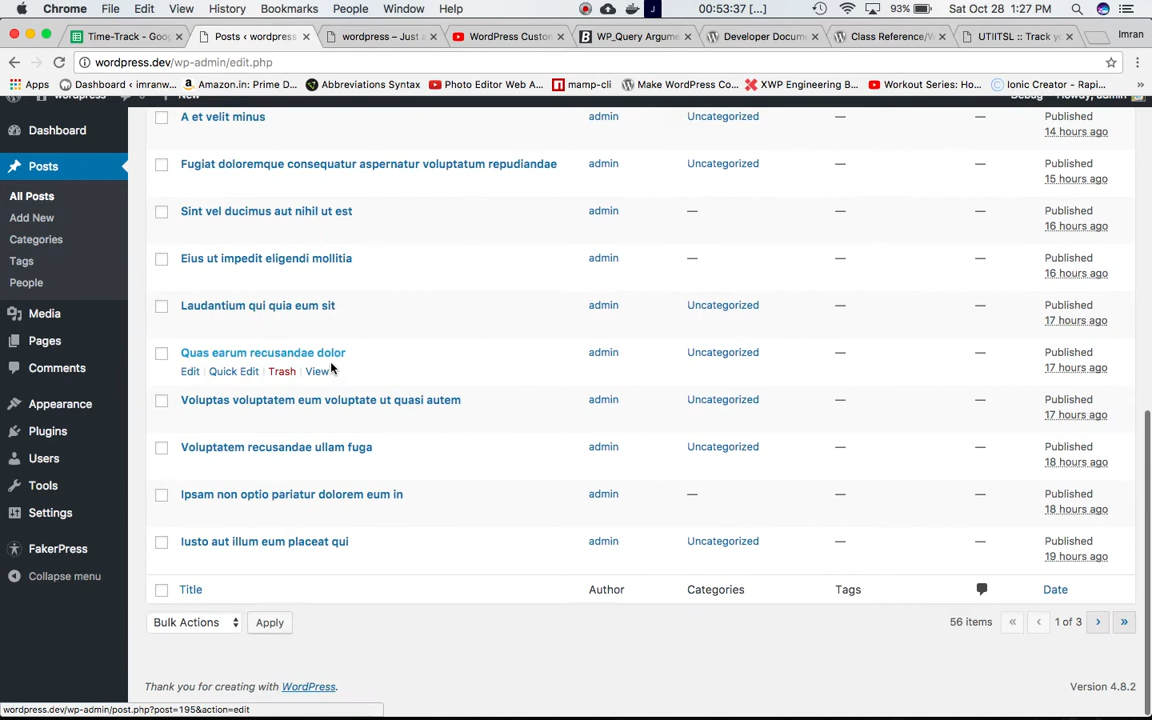 Chrome File Edit View History Bookmarks People Window Help 00:53:37 [...] 93% Sat Oct 28 1:27 PM
Time-Track - Goog × Posts ‹ wordpress × wordpress – Just a × WordPress Custom × WP_Query Argume × Developer Docum × Class Reference/W × UTIITSL :: Track yo × Imran
wordpress.dev/wp-admin/edit.php
Apps Dashboard ‹ imranw... Amazon.in: Prime D... Abbreviations Syntax Photo Editor Web A... mamp-cli Make WordPress Co... XWP Engineering B... Workout Series: Ho... Ionic Creator - Rapi... »
Dashboard
Posts
All Posts
Add New
Categories
Tags
People
Media
Pages
Comments
Appearance
Plugins
Users
Tools
Settings
FakerPress
Collapse menu
A et velit minus admin Uncategorized — — Published
14 hours ago
Fugiat doloremque consequatur aspernatur voluptatum repudiandae admin Uncategorized — — Published
15 hours ago
Sint vel ducimus aut nihil ut est admin — — — Published
16 hours ago
Eius ut impedit eligendi mollitia admin — — — Published
16 hours ago
Laudantium qui quia eum sit admin Uncategorized — — Published
17 hours ago
Quas earum recusandae dolor admin Uncategorized — — Published
Edit | Quick Edit | Trash | View 17 hours ago
Voluptas voluptatem eum voluptate ut quasi autem admin Uncategorized — — Published
17 hours ago
Voluptatem recusandae ullam fuga admin Uncategorized — — Published
18 hours ago
Ipsam non optio pariatur dolorem eum in admin — — — Published
18 hours ago
Iusto aut illum eum placeat qui admin Uncategorized — — Published
19 hours ago
Title Author Categories Tags Date
Bulk Actions Apply 56 items « ‹ 1 of 3 › »
Thank you for creating with WordPress. Version 4.8.2
wordpress.dev/wp-admin/post.php?post=195&action=edit